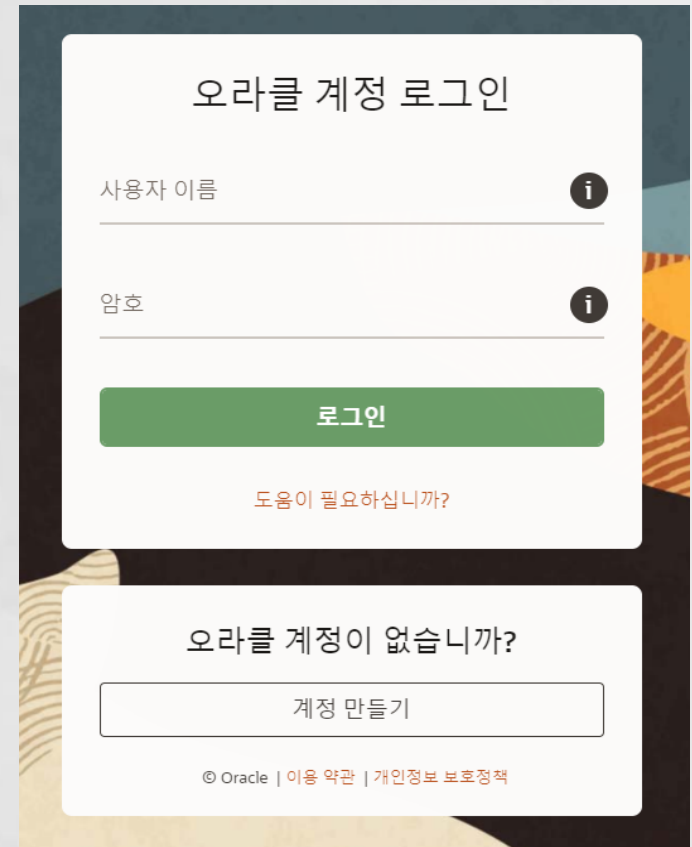 오라클 계정 로그인
사용자 이름
i
암호
i
로그인
도움이 필요하십니까?
오라클 계정이 없습니까?
계정 만들기
© Oracle | 이용 약관 | 개인정보 보호정책